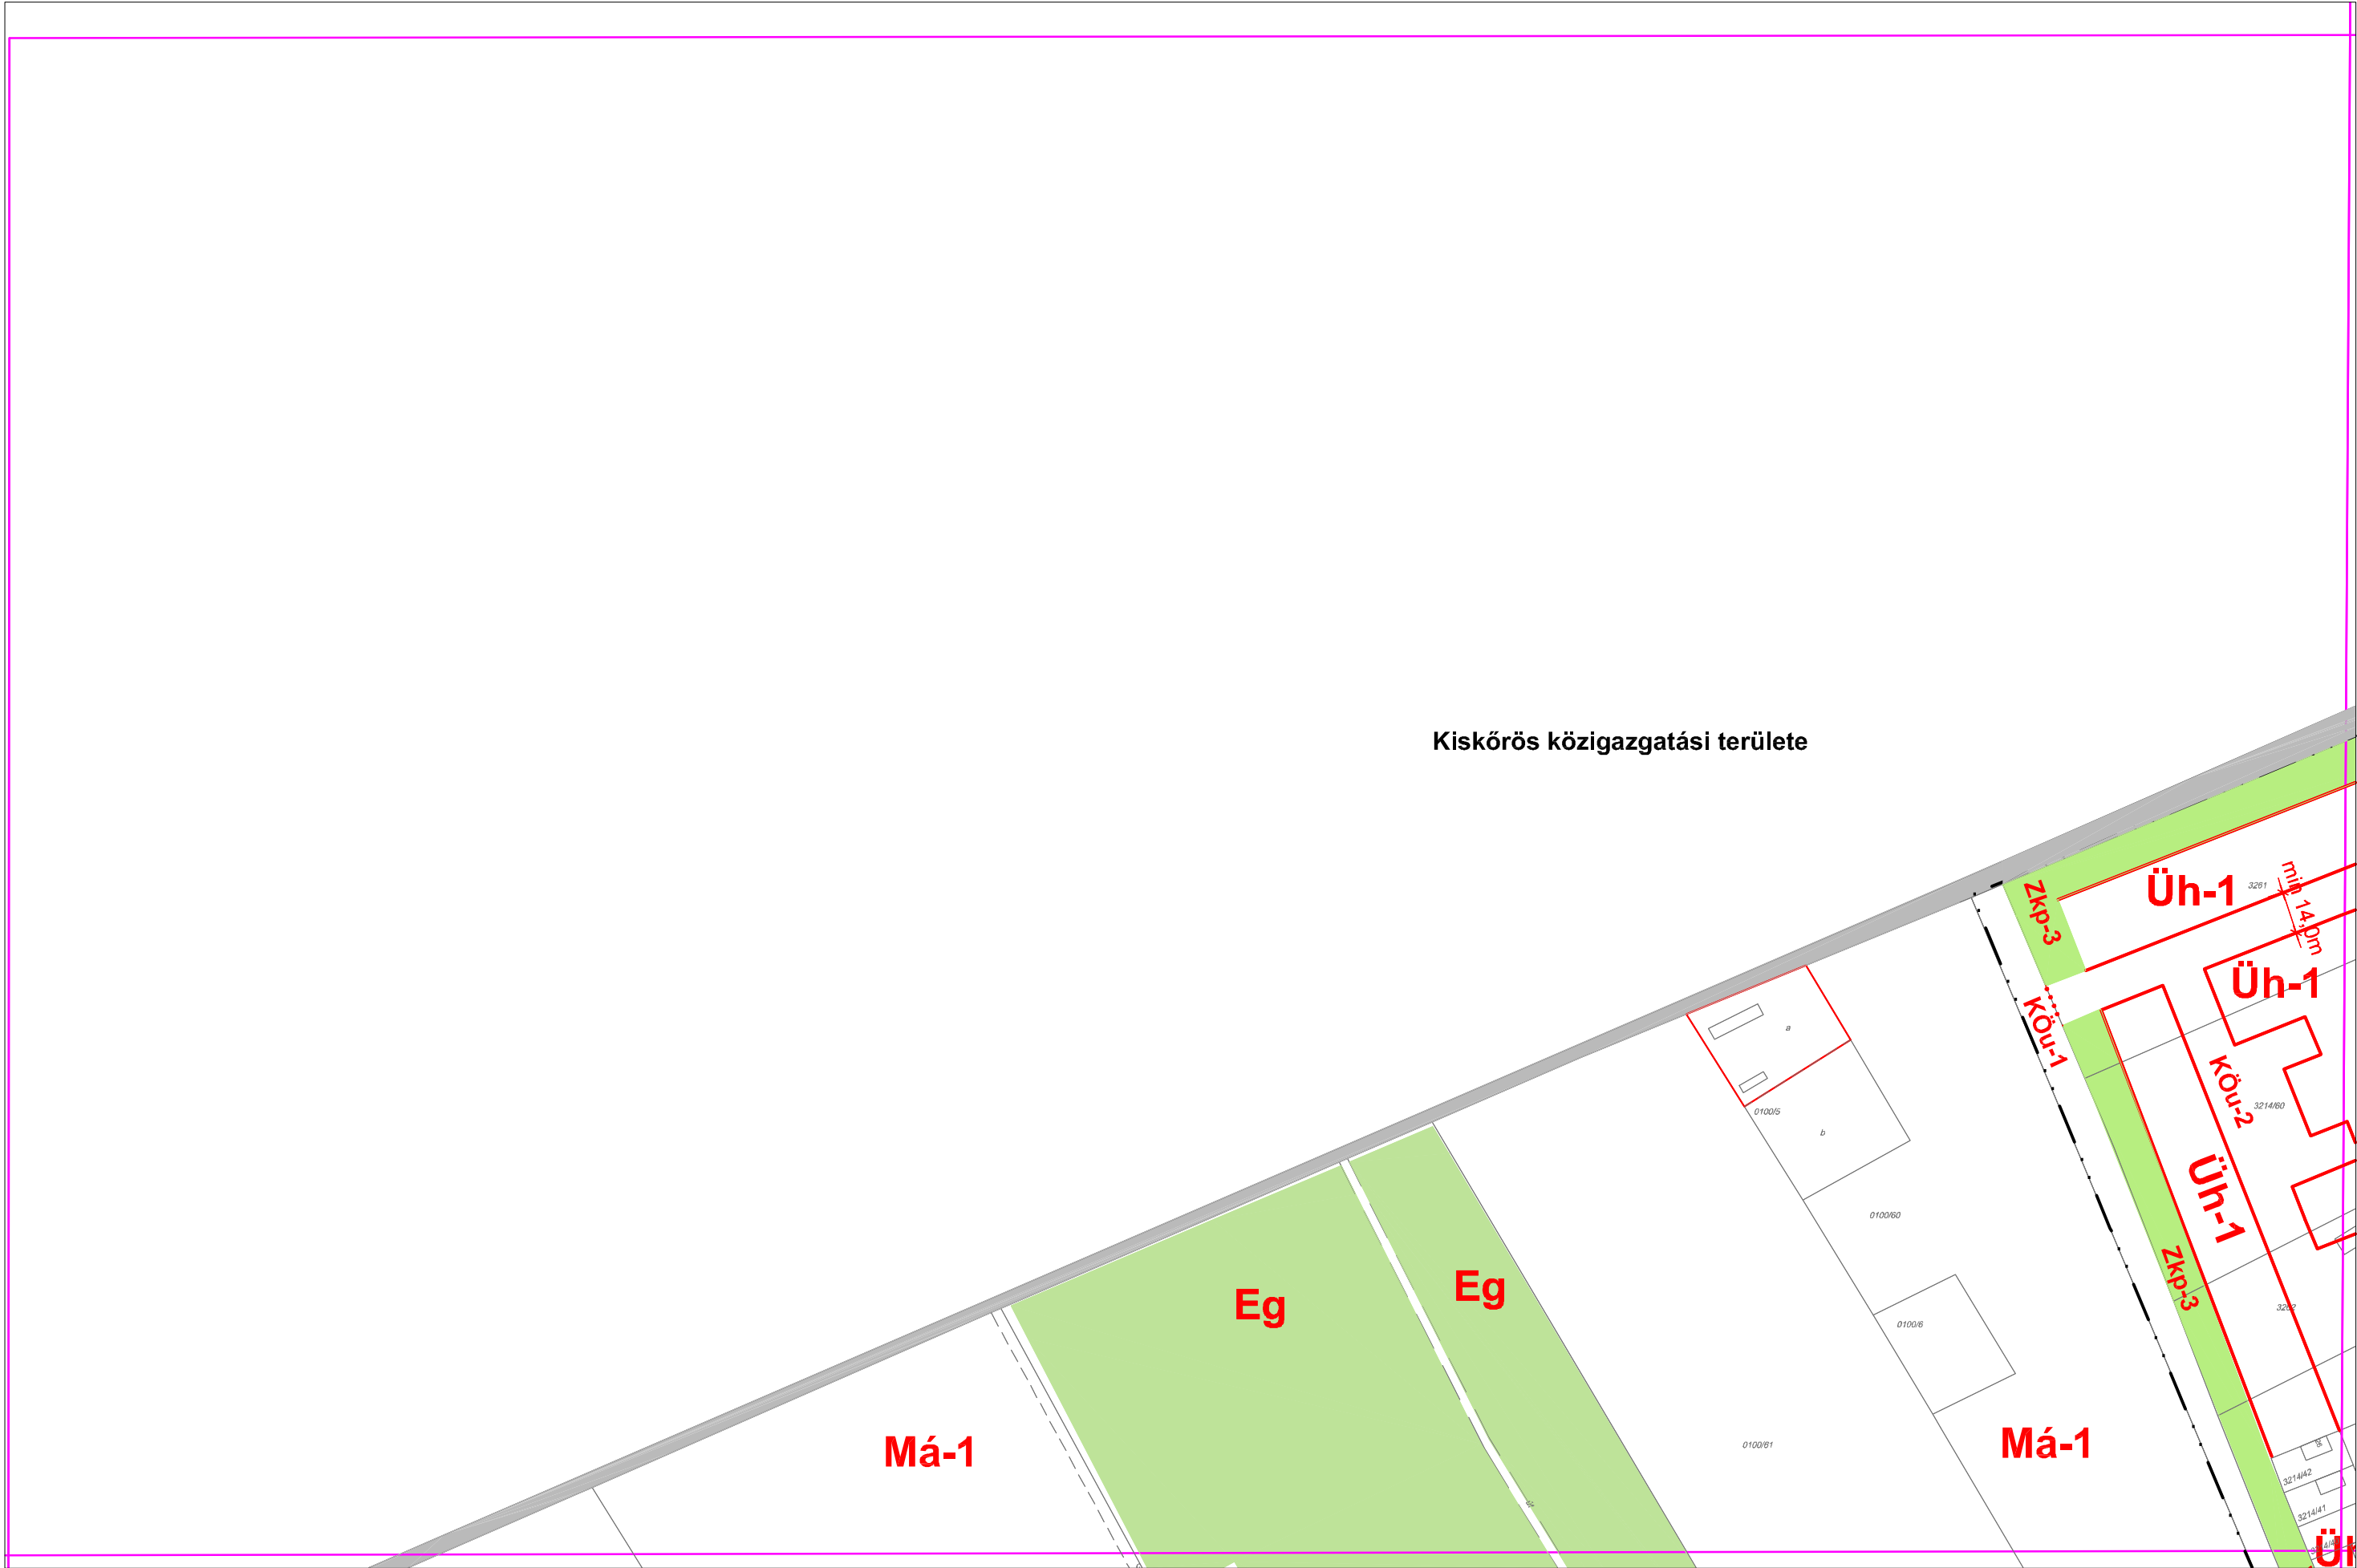 Kiskőrös közigazgatási területe
Üh-1
3261
min 14,0m
Zkp-3
Üh-1
Köu-1
a
Köu-2
3214/60
0100/5
b
Üh-1
0100/60
Zkp-3
Eg
Eg
3262
0100/6
Má-1
Má-1
0100/61
3214/42
3214/41